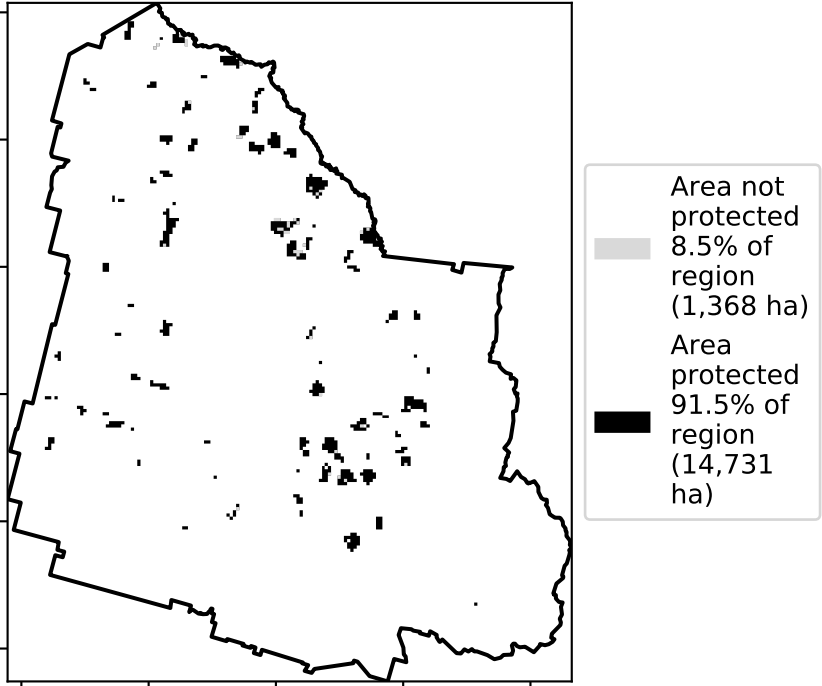 Area not
protected
8.5% of
region
(1,368 ha)
Area
protected
91.5% of
region
(14,731
ha)